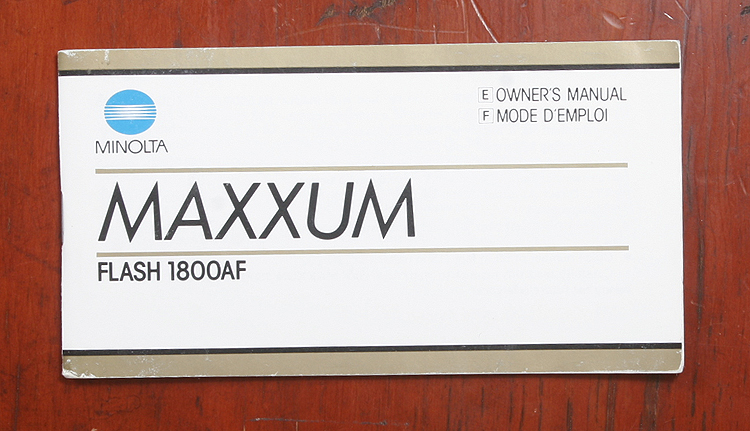 MINOLTA
E OWNER'S MANUAL
F MODE D'EMPLOI
MAXXUM
FLASH 1800AF